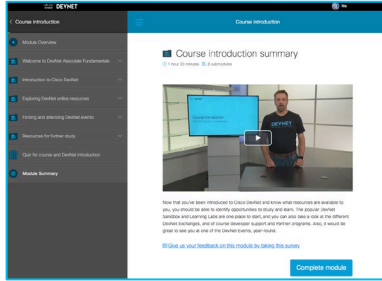 DEVNET
Course introduction
Module Overview
Welcome to DevNet Associate Fundamentals
Introduction to Cisco DevNet
Exploring DevNet online resources
Finding and attending DevNet events
Resources for further study
Quiz for course and DevNet introduction
Module Summary
Course introduction
Course introduction summary
Now that you've been introduced to Cisco DevNet and know what resources are available to
you, you should be able to identify opportunities to study and learn. The popular DevNet
Sandbox and Learning Labs are one place to start, and you can also take a look at the different
DevNet Exchanges, and of course developer support and Partner programs. Also, it would be
great to see you at one of the DevNet Events, year-round.
Give us your feedback on this module by taking this survey
Complete module